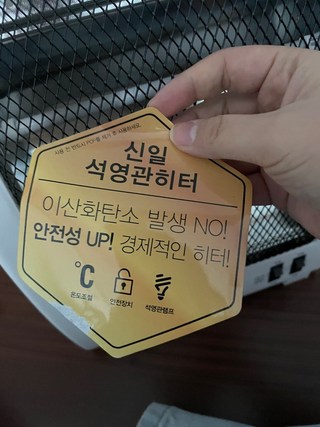 신일
석영관히터
이산화탄소 발생 NO!
안전성 UP! 경제적인 히터!
°C
온도조절
안전장치
석영관램프